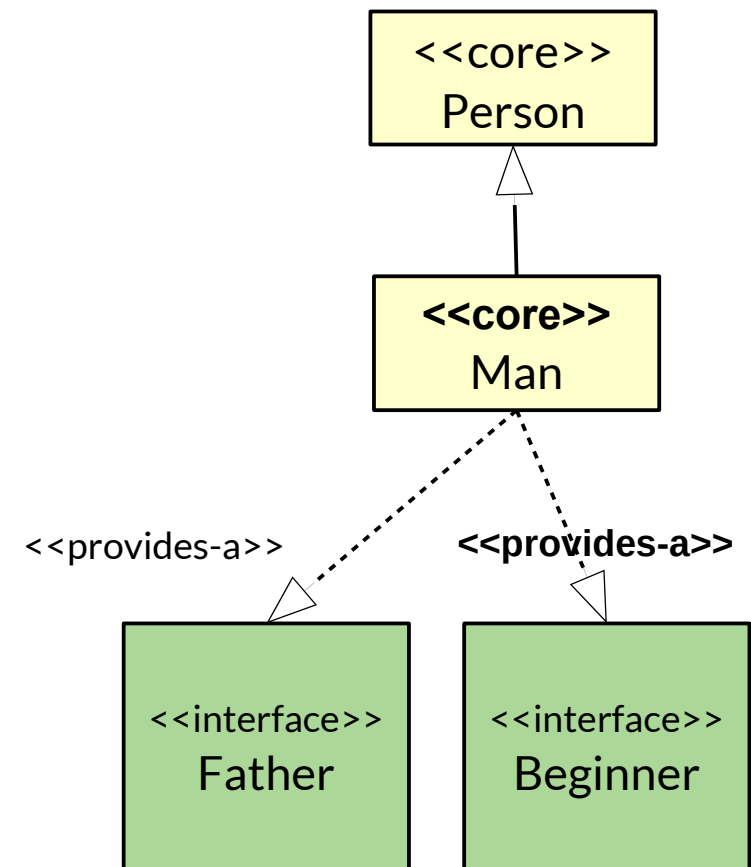 <<core>>
Person
<<core>>
Man
<<provides-a>>
<<provides-a>>
<<interface>>
Father
<<interface>>
Beginner